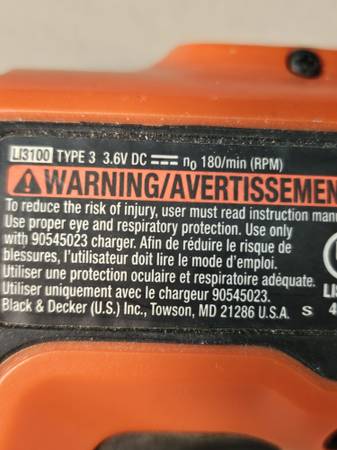 LI3100 TYPE 3 3.6V DC n₀ 180/min (RPM)
WARNING/AVERTISSEMEN
To reduce the risk of injury, user must read instruction manu
Use proper eye and respiratory protection. Use only
with 90545023 charger. Afin de réduire le risque de
blessures, l'utilisateur doit lire le mode d'emploi.
Utiliser une protection oculaire et respiratoire adéquate.
Utiliser uniquement avec le chargeur 90545023.
LIS
Black & Decker (U.S.) Inc., Towson, MD 21286 U.S.A. S 4